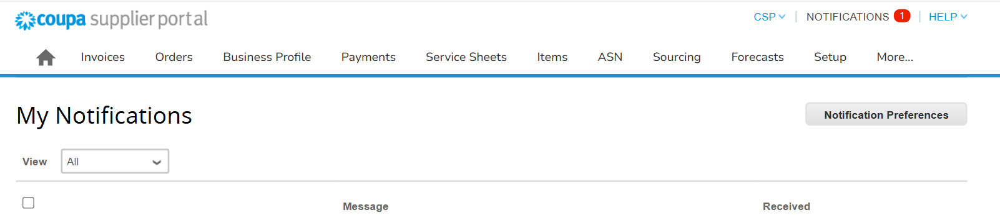 coupa supplier portal
CSP NOTIFICATIONS 1 HELP
Invoices Orders Business Profile Payments Service Sheets Items ASN Sourcing Forecasts Setup More...
My Notifications
Notification Preferences
View All
Message Received